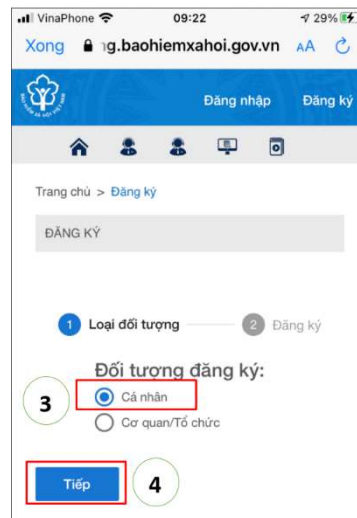 VinaPhone 09:22 29%
Xong g.baohiemxahoi.gov.vn AA
Đăng nhập Đăng ký
Trang chủ > Đăng ký
ĐĂNG KÝ
1 Loại đối tượng 2 Đăng ký
Đối tượng đăng ký:
3 Cá nhân
Cơ quan/Tổ chức
Tiếp 4